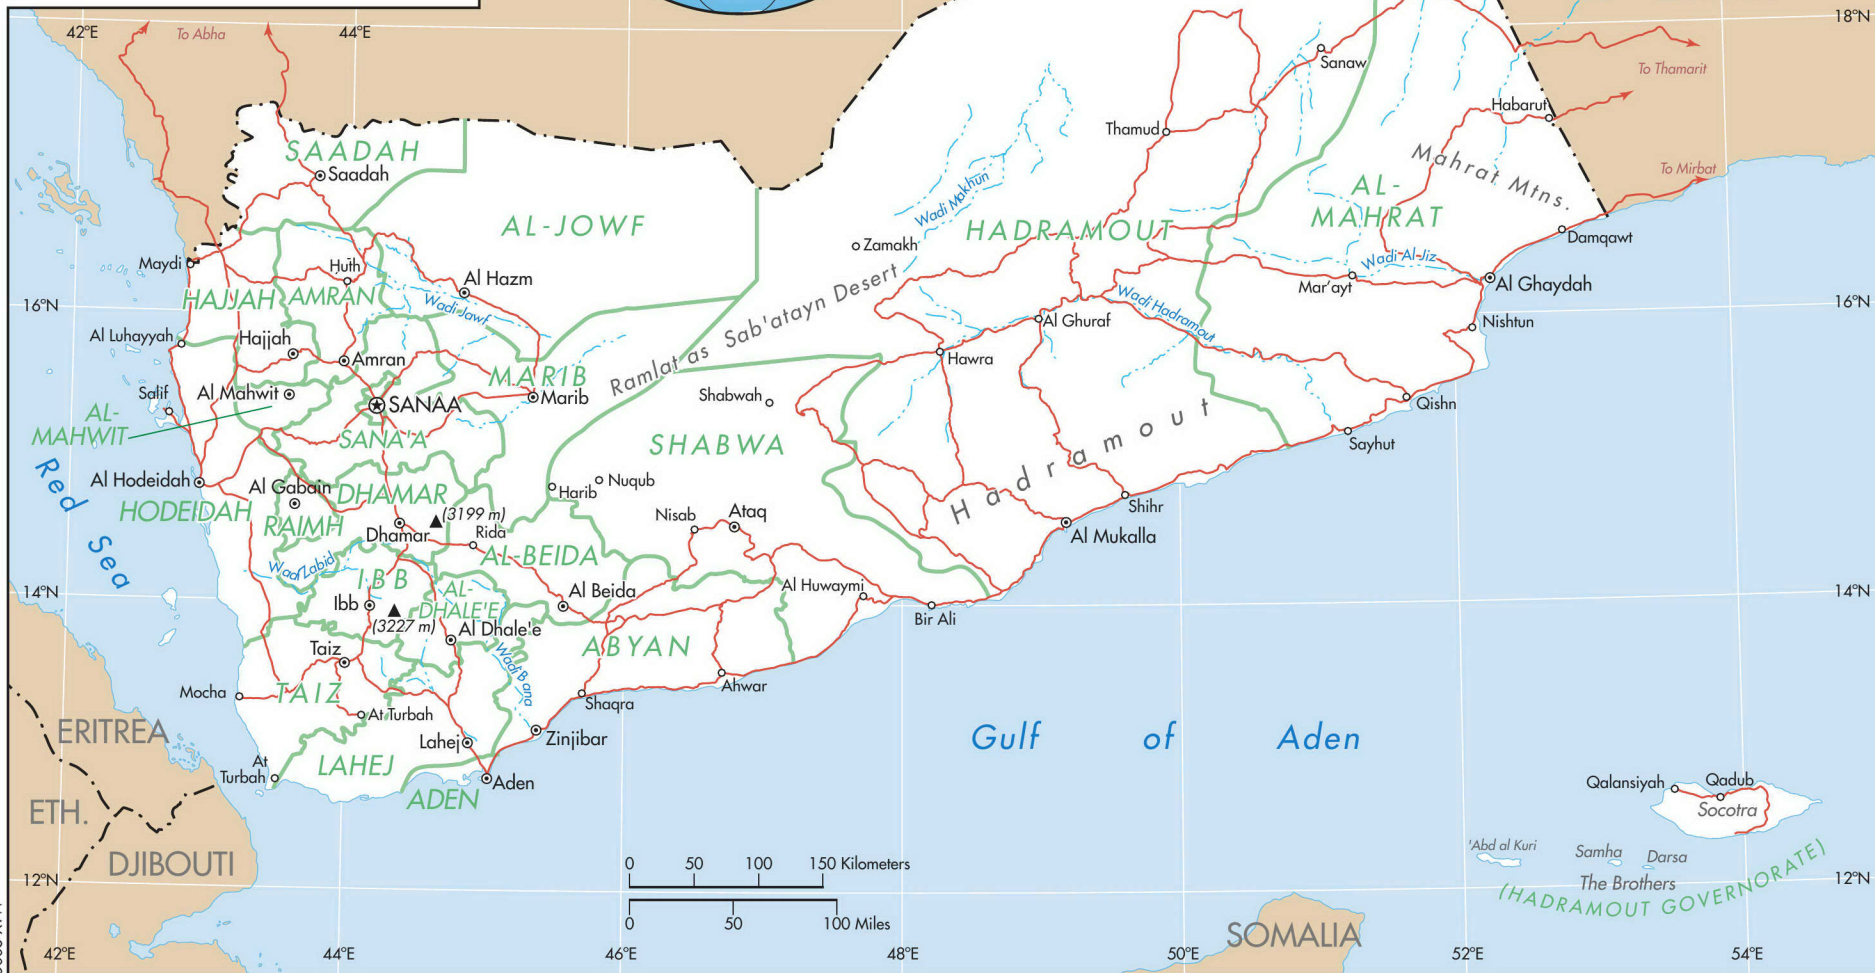 42°E
To Abha
44°E
18°N
To Thamarit
Sanaw
Habarut
Thamud
SAADAH
Saadah
Mahrat Mtns.
To Mirbat
Wadi Makhun
AL-
MAHRAT
AL-JOWF
HADRAMOUT
Damqawt
Zamakh
Maydi
Huth
Wadi Al-Jiz
Al Hazm
Mar'ayt
Al Ghaydah
HAJJAH
AMRAN
16°N
16°N
Wadi Jawf
Ramlat as Sab'atayn Desert
Wadi Hadramout
Al Ghuraf
Nishtun
Al Luhayyah
Hajjah
Amran
Hawra
MARIB
Salif
Al Mahwit
SANAA
Marib
Shabwah
Qishn
AL-
MAHWIT
SANA'A
SHABWA
Hadramout
Sayhut
Red Sea
Al Hodeidah
Al Gabain
DHAMAR
Harib
Nuqub
HODEIDAH
RAIMH
(3199 m)
Nisab
Ataq
Shihr
Dhamar
Rida
Al Mukalla
AL-BEIDA
Wadi Zabid
IBB
14°N
AL-
DHALE'E
Al Beida
Al Huwaymi
14°N
Ibb
(3227 m)
Bir Ali
Al Dhale'e
Taiz
ABYAN
Wadi Bana
Mocha
TAIZ
Ahwar
Shaqra
At Turbah
ERITREA
Lahej
Zinjibar
Gulf of Aden
At
Turbah
LAHEJ
Aden
ADEN
Qalansiyah
Qadub
Socotra
ETH.
DJIBOUTI
'Abd al Kuri
Samha
Darsa
The Brothers
(HADRAMOUT GOVERNORATE)
0 50 100 150 Kilometers
0 50 100 Miles
12°N
12°N
SOMALIA
42°E
44°E
46°E
48°E
50°E
52°E
54°E